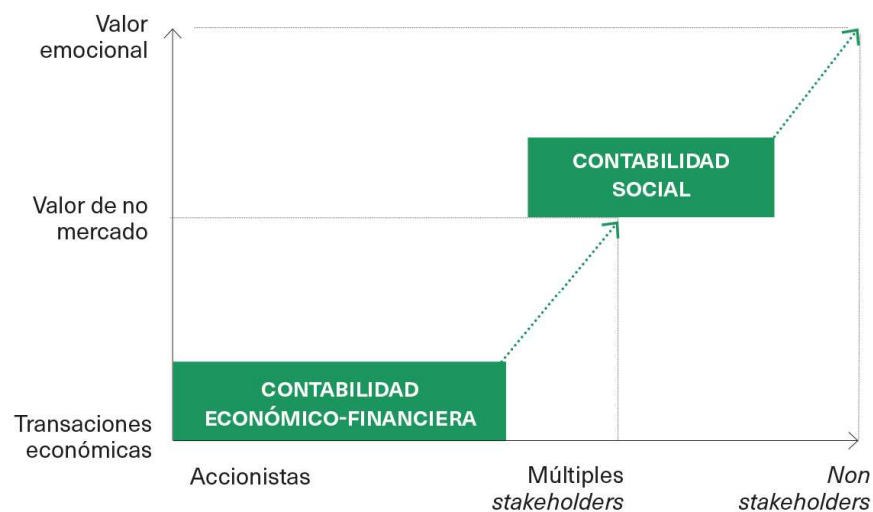 Valor
emocional
CONTABILIDAD
SOCIAL
Valor de no
mercado
CONTABILIDAD
ECONÓMICO-FINANCIERA
Transaciones
económicas
Accionistas
Múltiples
stakeholders
Non
stakeholders